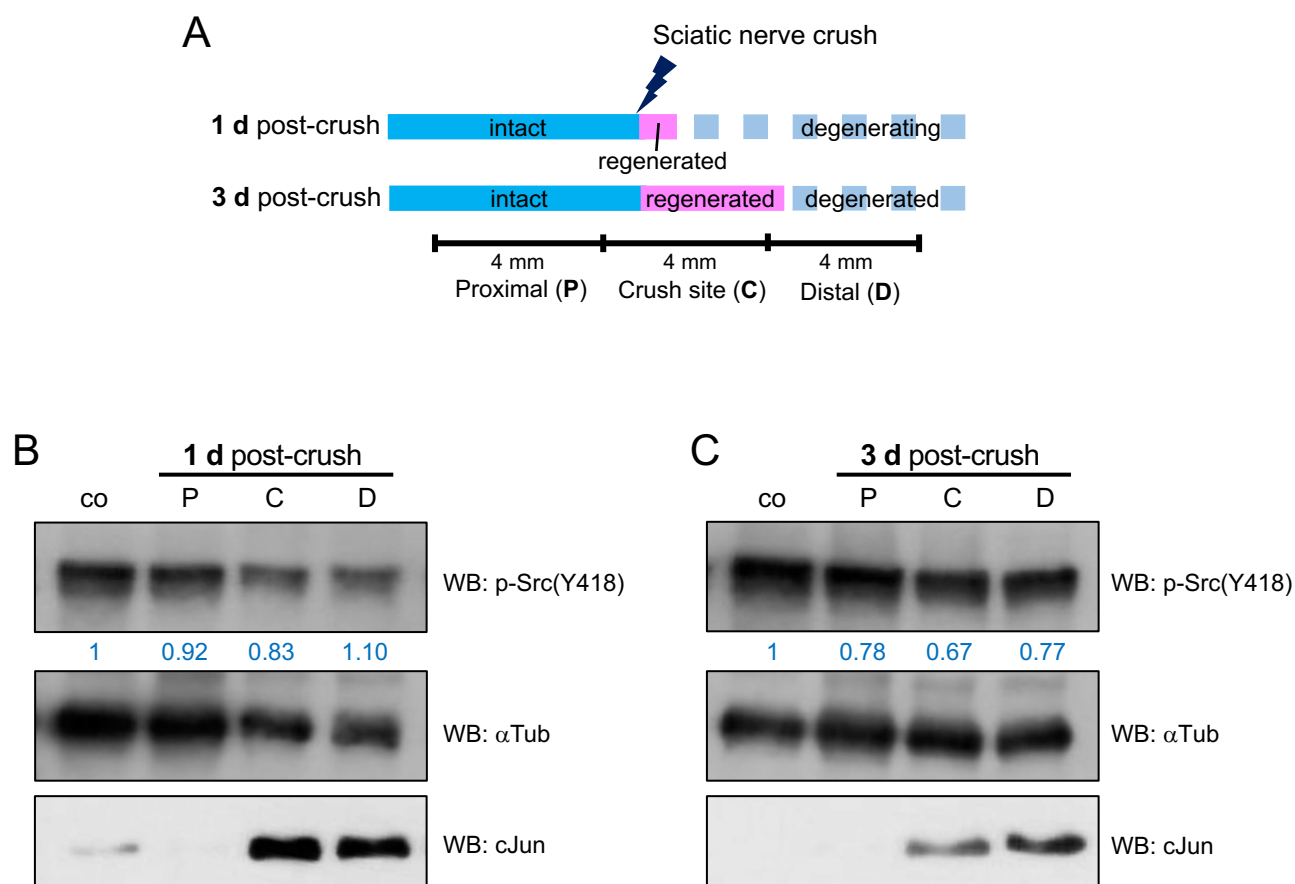 A
Sciatic nerve crush
1 d post-crush
intact
degenerating
regenerated
3 d post-crush
intact
regenerated
degenerated
4 mm
4 mm
4 mm
Proximal (P)
Crush site (C)
Distal (D)
B
1 d post-crush
co
P
C
D
WB: p-Src(Y418)
1
0.92
0.83
1.10
WB: αTub
WB: cJun
C
3 d post-crush
co
P
C
D
WB: p-Src(Y418)
1
0.78
0.67
0.77
WB: αTub
WB: cJun